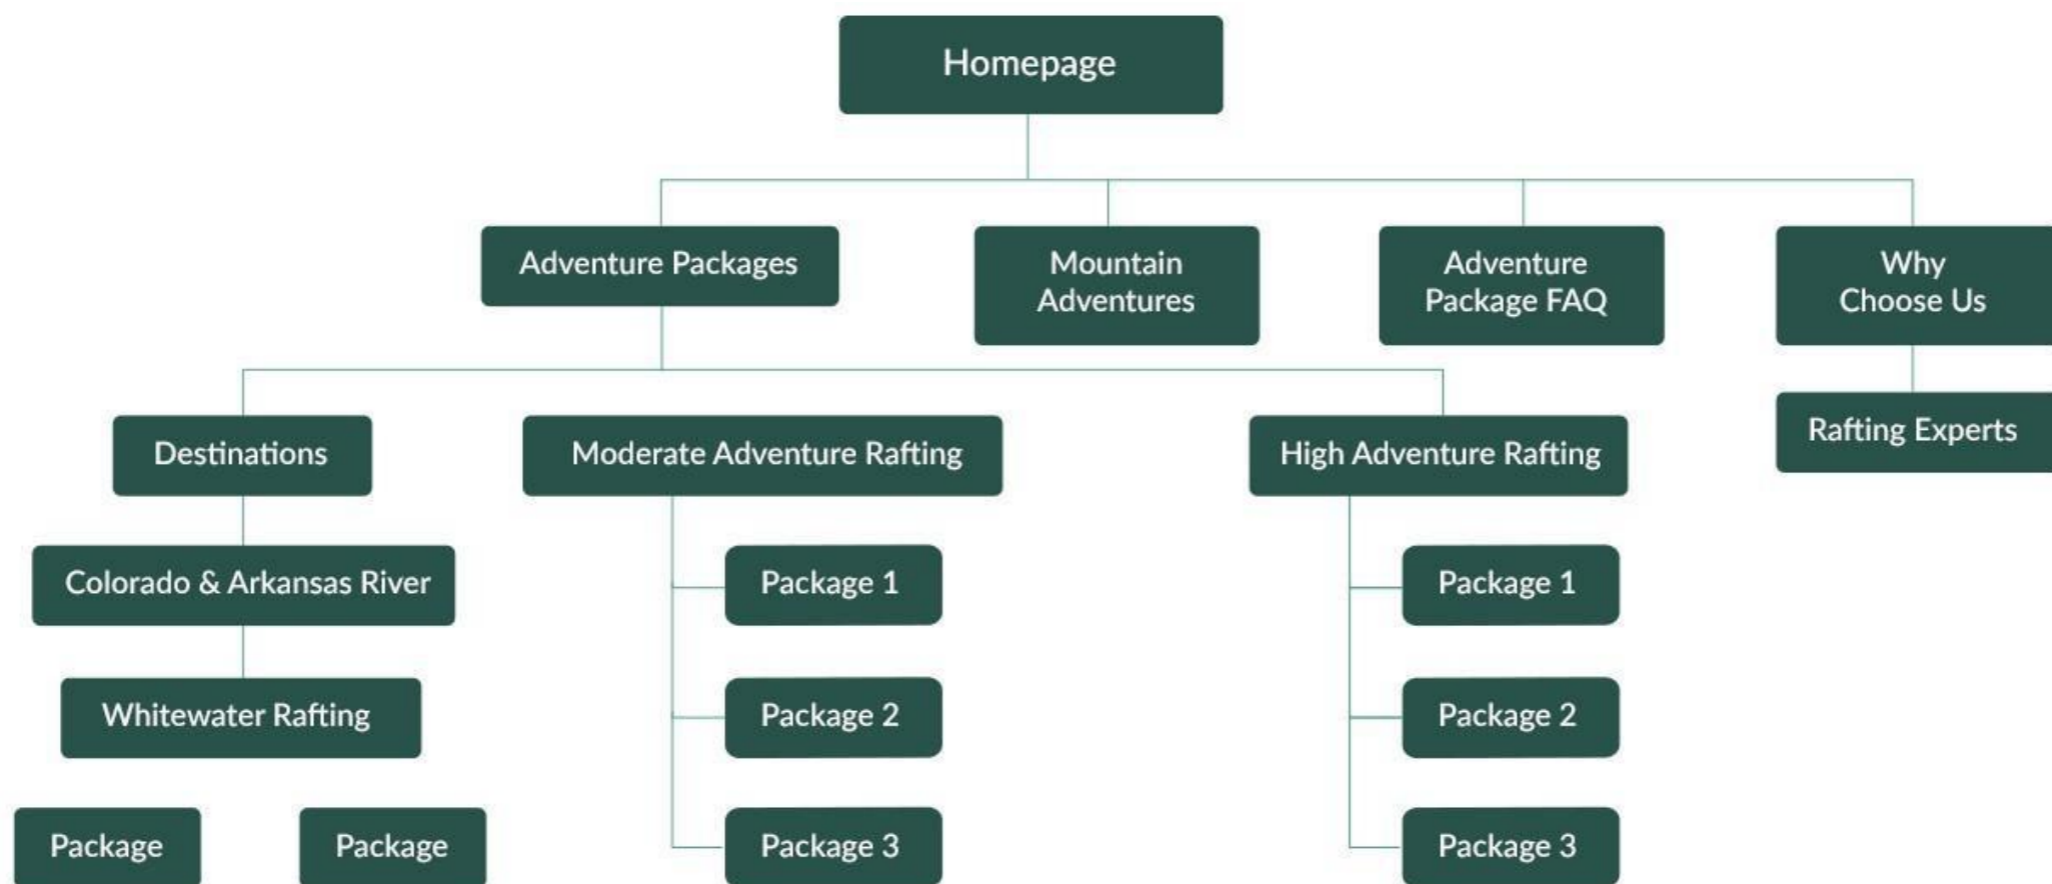 Homepage
Adventure Packages
Mountain
Adventures
Adventure
Package FAQ
Why
Choose Us
Destinations
Moderate Adventure Rafting
High Adventure Rafting
Rafting Experts
Colorado & Arkansas River
Package 1
Package 1
Whitewater Rafting
Package 2
Package 2
Package
Package
Package 3
Package 3